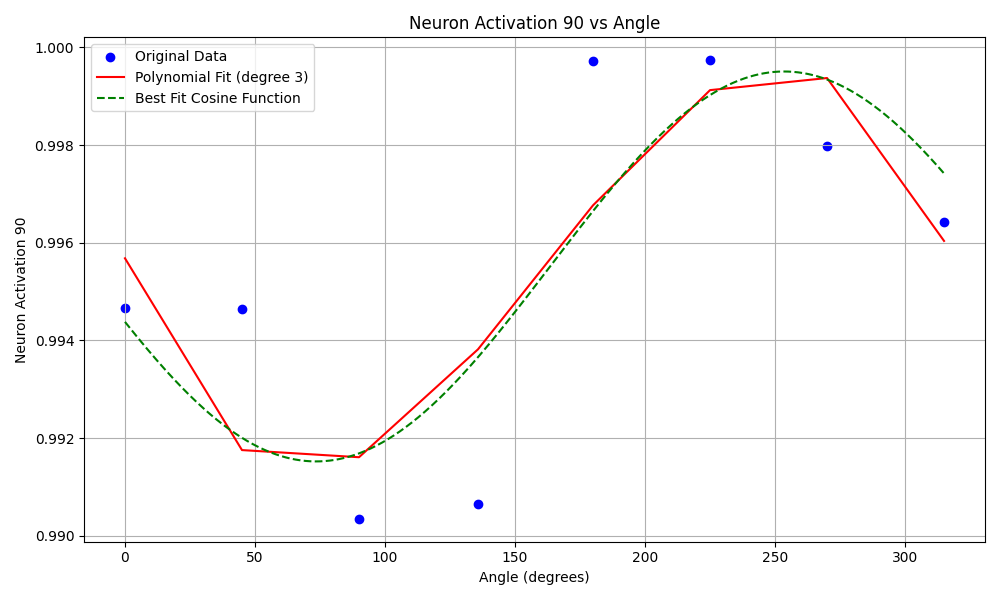 Neuron Activation 90 vs Angle
Original Data
Polynomial Fit (degree 3)
Best Fit Cosine Function
Neuron Activation 90
1.000
0.998
0.996
0.994
0.992
0.990
0 50 100 150 200 250 300
Angle (degrees)